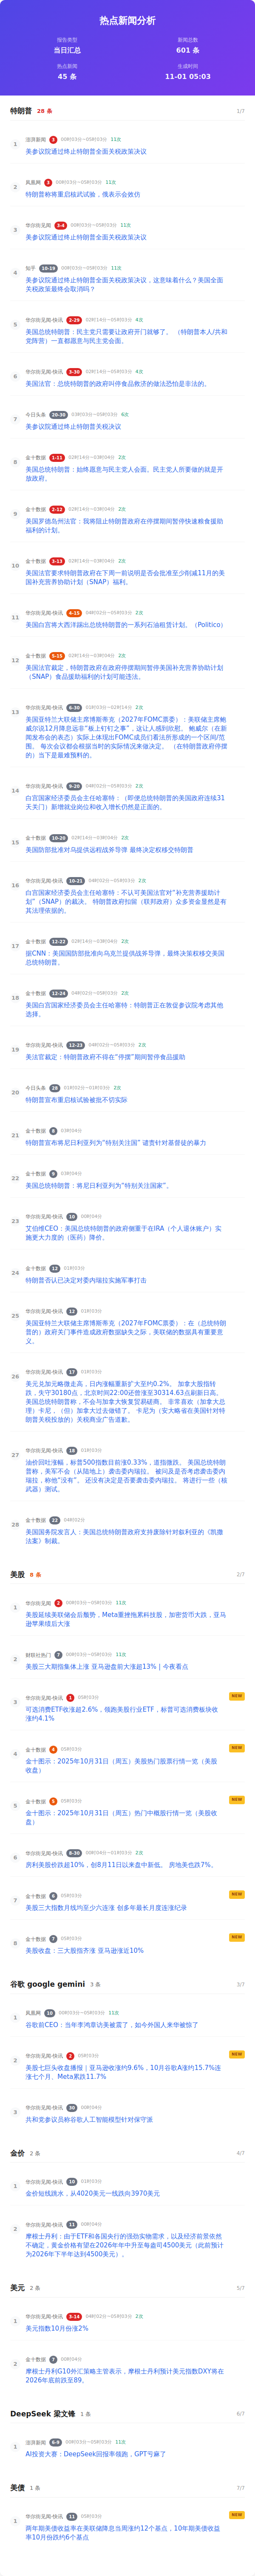 热点新闻分析
报告类型
新闻总数
当日汇总
601 条
热点新闻
生成时间
45 条
11-01 05:03
特朗普 28 条 1/7
1
澎湃新闻 3 00时03分~05时03分 11次
美参议院通过终止特朗普全面关税政策决议
2
凤凰网 3 00时03分~05时03分 11次
特朗普称将重启核武试验，俄表示会效仿
3
华尔街见闻 3-4 00时03分~05时03分 11次
美参议院通过终止特朗普全面关税政策决议
4
知乎 10-19 00时03分~05时03分 11次
美参议院通过终止特朗普全面关税政策决议，这意味着什么？美国全面
关税政策最终会取消吗？
5
华尔街见闻-快讯 2-29 02时14分~05时03分 4次
美国总统特朗普：民主党只需要让政府开门就够了。 （特朗普本人/共和
党阵营）一直都愿意与民主党会面。
6
华尔街见闻-快讯 3-30 02时14分~05时03分 4次
美国法官：总统特朗普的政府叫停食品救济的做法恐怕是非法的。
7
今日头条 20-30 03时03分~05时03分 6次
美参议院通过终止特朗普关税决议
8
金十数据 1-11 02时14分~03时04分 2次
美国总统特朗普：始终愿意与民主党人会面。民主党人所要做的就是开
放政府。
9
金十数据 2-12 02时14分~03时04分 2次
美国罗德岛州法官：我将阻止特朗普政府在停摆期间暂停快速粮食援助
福利的计划。
10
金十数据 3-13 02时14分~03时04分 2次
美国法官要求特朗普政府在下周一前说明是否会批准至少削减11月的美
国补充营养协助计划（SNAP）福利。
11
华尔街见闻-快讯 4-15 04时02分~05时03分 2次
美国白宫将大西洋踢出总统特朗普的一系列石油租赁计划。（Politico）
12
金十数据 5-15 02时14分~03时04分 2次
美国法官裁定，特朗普政府在政府停摆期间暂停美国补充营养协助计划
（SNAP）食品援助福利的计划可能违法。
13
华尔街见闻-快讯 6-30 01时03分~02时14分 2次
美国亚特兰大联储主席博斯蒂克（2027年FOMC票委）：美联储主席鲍
威尔说12月降息远非“板上钉钉之事”，这让人感到欣慰。 鲍威尔（在新
闻发布会的表态）实际上体现出FOMC成员们看法所形成的一个区间/范
围。 每次会议都会根据当时的实际情况来做决定。 （在特朗普政府停摆
的）当下是最难预料的。
14
华尔街见闻-快讯 9-20 04时02分~05时03分 2次
白宫国家经济委员会主任哈塞特：（即便总统特朗普的美国政府连续31
天关门）新增就业岗位和收入增长仍然是正面的。
15
金十数据 10-20 02时14分~03时04分 2次
美国防部批准对乌提供远程战斧导弹 最终决定权移交特朗普
16
华尔街见闻-快讯 10-21 04时02分~05时03分 2次
白宫国家经济委员会主任哈塞特：不认可美国法官对“补充营养援助计
划”（SNAP）的裁决。 特朗普政府扣留（联邦政府）众多资金显然是有
其法理依据的。
17
金十数据 12-22 02时14分~03时04分 2次
据CNN：美国国防部批准向乌克兰提供战斧导弹，最终决策权移交美国
总统特朗普。
18
金十数据 12-24 04时02分~05时03分 2次
美国白宫国家经济委员会主任哈塞特：特朗普正在敦促参议院考虑其他
选择。
19
华尔街见闻-快讯 12-25 04时02分~05时03分 2次
美法官裁定：特朗普政府不得在“停摆”期间暂停食品援助
20
今日头条 28 01时02分~01时03分 2次
特朗普宣布重启核试验被批不切实际
21
金十数据 8 03时04分
特朗普宣布将尼日利亚列为“特别关注国” 谴责针对基督徒的暴力
22
金十数据 9 03时04分
美国总统特朗普：将尼日利亚列为“特别关注国家”。
23
华尔街见闻-快讯 10 00时04分
艾伯维CEO：美国总统特朗普的政府侧重于在IRA（个人退休账户）实
施更大力度的（医药）降价。
24
金十数据 12 01时03分
特朗普否认已决定对委内瑞拉实施军事打击
25
华尔街见闻-快讯 12 01时03分
美国亚特兰大联储主席博斯蒂克（2027年FOMC票委）：在（总统特朗
普的）政府关门事件造成政府数据缺失之际，美联储的数据具有重要意
义。
26
华尔街见闻-快讯 17 01时03分
美元兑加元略微走高，日内涨幅重新扩大至约0.2%。 加拿大股指转
跌，失守30180点，北京时间22:00还曾涨至30314.63点刷新日高。
美国总统特朗普称，不会与加拿大恢复贸易磋商。 非常喜欢（加拿大总
理）卡尼，（但）加拿大过去做错了。 卡尼为（安大略省在美国针对特
朗普关税投放的）关税商业广告道歉。
27
华尔街见闻-快讯 18 01时03分
油价回吐涨幅，标普500指数目前涨0.33%，道指微跌。 美国总统特朗
普称，美军不会（从陆地上）袭击委内瑞拉。 被问及是否考虑袭击委内
瑞拉，称他“没有”。 还没有决定是否要袭击委内瑞拉。 将进行一些（核
武器）测试。
28
金十数据 22 04时02分
美国国务院发言人：美国总统特朗普政府支持废除针对叙利亚的《凯撒
法案》制裁。
美股 8 条 2/7
1
华尔街见闻 2 00时03分~05时03分 11次
美股延续美联储会后颓势，Meta重挫拖累科技股，加密货币大跌，亚马
逊苹果绩后大涨
2
财联社热门 7 00时03分~05时03分 11次
美股三大期指集体上涨 亚马逊盘前大涨超13% | 今夜看点
3
华尔街见闻-快讯 1 05时03分 NEW
可选消费ETF收涨超2.6%，领跑美股行业ETF，标普可选消费板块收
涨约4.1%
4
金十数据 4 05时03分 NEW
金十图示：2025年10月31日（周五）美股热门股票行情一览（美股
收盘）
5
金十数据 5 05时03分 NEW
金十图示：2025年10月31日（周五）热门中概股行情一览（美股收
盘）
6
华尔街见闻-快讯 8-30 00时04分~01时03分 2次
房利美股价跌超10%，创8月11日以来盘中新低。 房地美也跌7%。
7
金十数据 6 05时03分 NEW
美股三大指数月线均至少六连涨 创多年最长月度连涨纪录
8
金十数据 7 05时03分 NEW
美股收盘：三大股指齐涨 亚马逊涨近10%
谷歌 google gemini 3 条 3/7
1
凤凰网 10 00时03分~05时03分 11次
谷歌前CEO：当年李鸿章访美被震了，如今外国人来华被惊了
2
华尔街见闻-快讯 2 05时03分 NEW
美股七巨头收盘播报｜亚马逊收涨约9.6%，10月谷歌A涨约15.7%连
涨七个月、Meta累跌11.7%
3
华尔街见闻-快讯 30 00时04分
共和党参议员称谷歌人工智能模型针对保守派
金价 2 条 4/7
1
华尔街见闻-快讯 10 01时03分
金价短线跳水，从4020美元一线跌向3970美元
2
华尔街见闻-快讯 11 00时04分
摩根士丹利：由于ETF和各国央行的强劲实物需求，以及经济前景依然
不确定，黄金价格有望在2026年年中升至每盎司4500美元（此前预计
为2026年下半年达到4500美元）。
美元 2 条 5/7
1
华尔街见闻-快讯 3-14 04时02分~05时03分 2次
美元指数10月份涨2%
2
金十数据 7 00时04分
摩根士丹利G10外汇策略主管表示，摩根士丹利预计美元指数DXY将在
2026年底前跌至89。
DeepSeek 梁文锋 1 条 6/7
1
澎湃新闻 6-9 00时03分~05时03分 11次
AI投资大赛：DeepSeek回报率领跑，GPT亏麻了
美债 1 条 7/7
1
华尔街见闻-快讯 11 05时03分 NEW
两年期美债收益率在美联储降息当周涨约12个基点，10年期美债收益
率10月份跌约6个基点